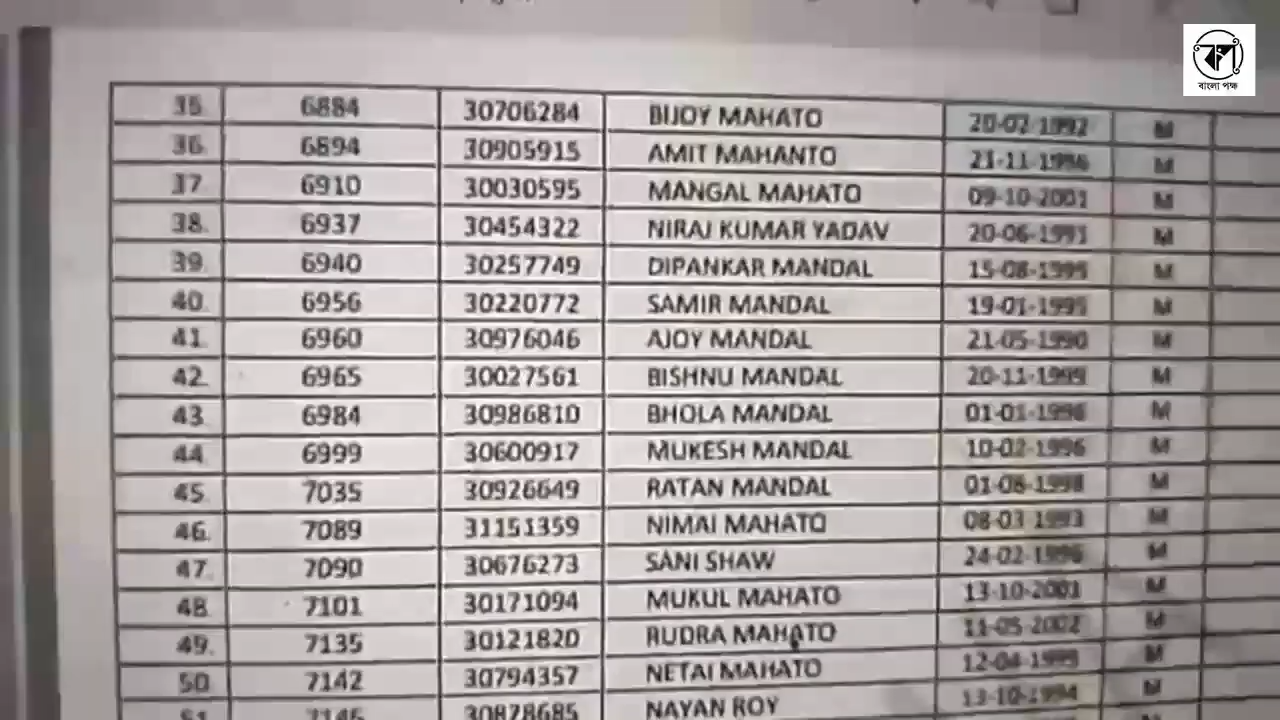 বাংলা পক্ষ
35. 6884 30706284 BIJOY MAHATO 20-02-1992 M
36. 6894 30905915 AMIT MAHANTO 21-11-1996 M
37 6910 30030595 MANGAL MAHATO 09-10-2001 M
38. 6937 30454322 NIRAJ KUMAR YADAV 20-06-1991 M
39 6940 30257749 DIPANKAR MANDAL 15-08-1995 M
40. 6956 30220772 SAMIR MANDAL 19-01-1995 M
41. 6960 30976046 AJOY MANDAL 21-05-1990 M
42. 6965 30027561 BISHNU MANDAL 20-11-1999 M
43. 6984 30986810 BHOLA MANDAL 01-01-1996 M
44. 6999 30600917 MUKESH MANDAL 10-02-1996 M
45 7035 30926649 RATAN MANDAL 01-06-1998 M
46. 7089 31151359 NIMAI MAHATO 08-03-1993 M
47. 7090 30676273 SANI SHAW 24-02-1996 M
48. 7101 30171094 MUKUL MAHATO 13-10-2001 M
49. 7135 30121820 RUDRA MAHATO 11-05-2002 M
50 7142 30794357 NETAI MAHATO 12-04-1999 M
51 7146 30878685 NAYAN ROY 13-10-1994 M